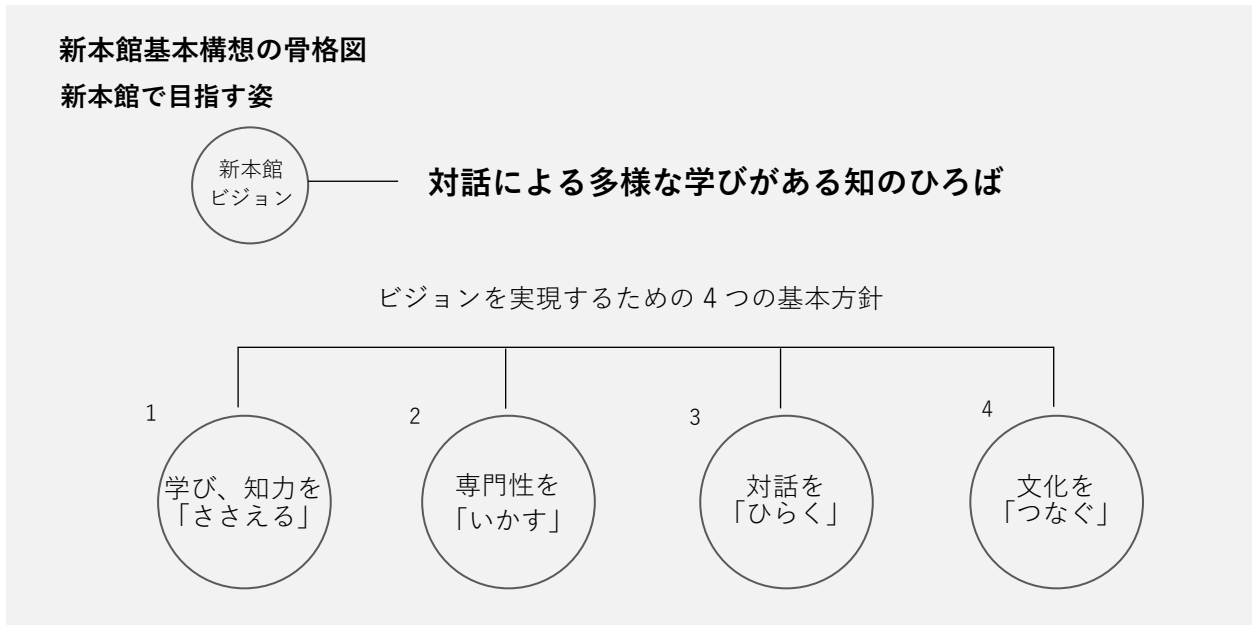 新本館基本構想の骨格図
新本館で目指す姿
新本館
ビジョン
対話による多様な学びがある知のひろば
ビジョンを実現するための 4 つの基本方針
1
学び、知力を
「ささえる」
2
専門性を
「いかす」
3
対話を
「ひらく」
4
文化を
「つなぐ」